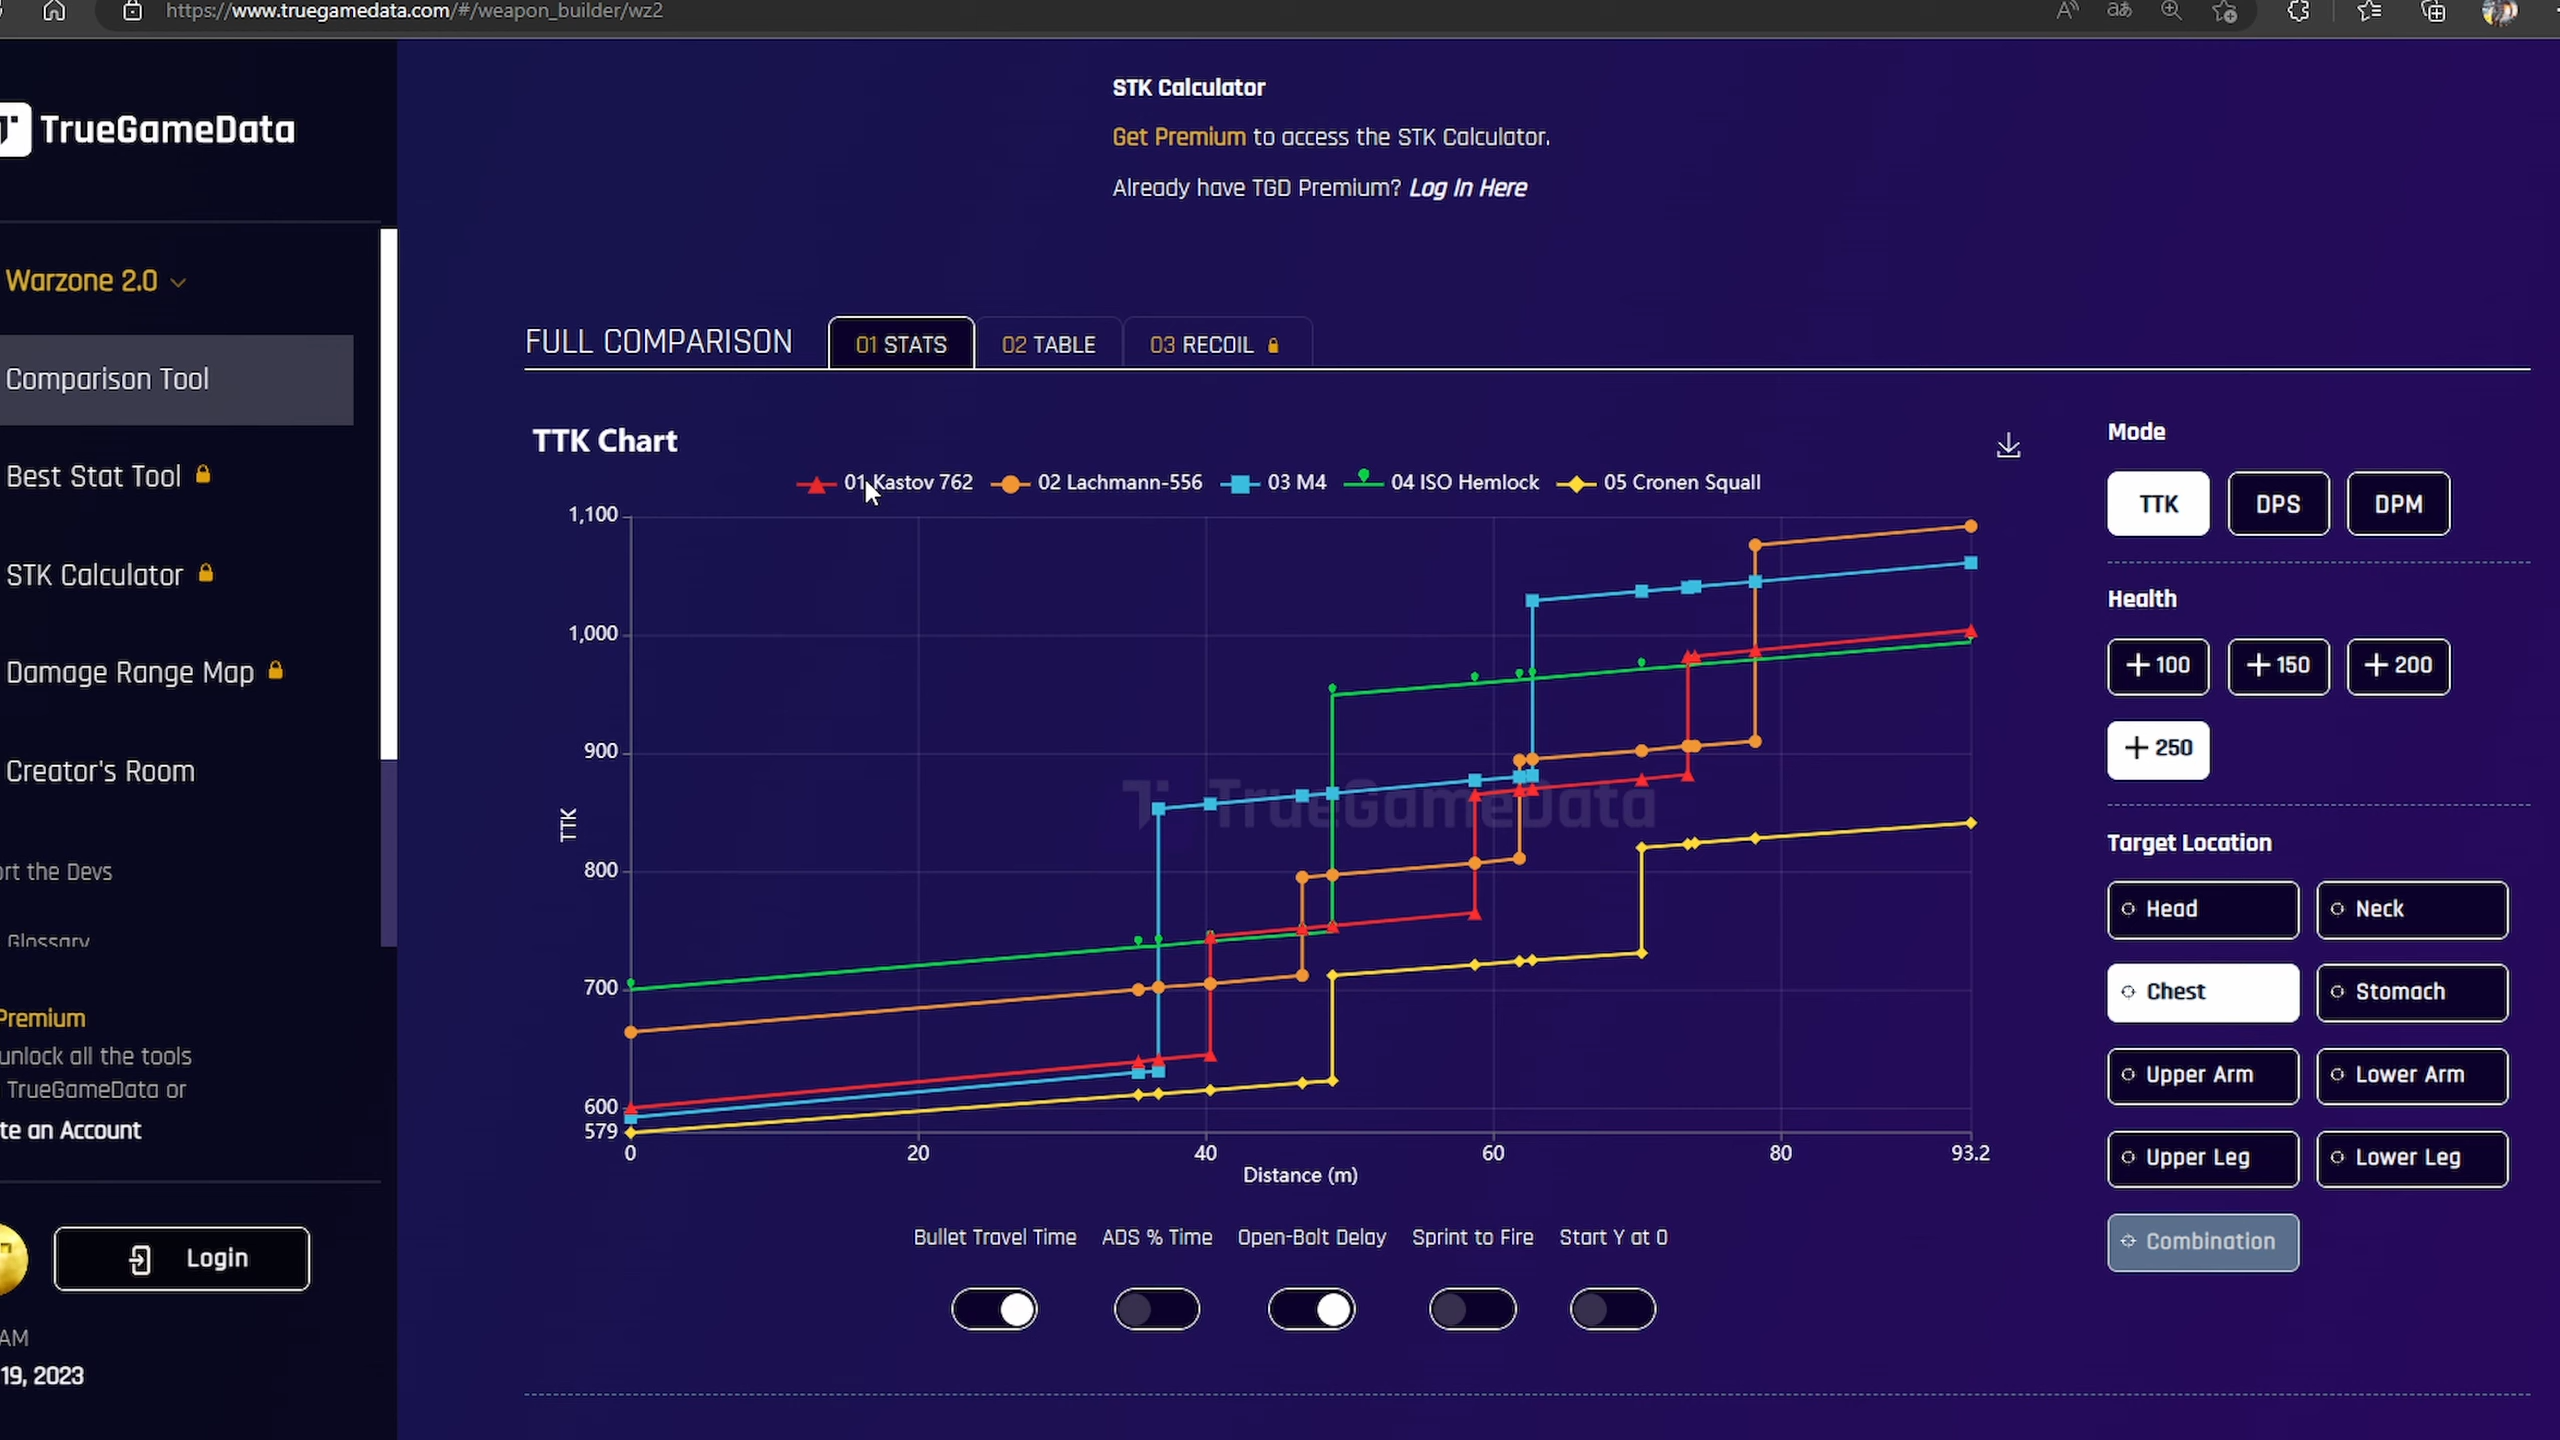 https://www.truegamedata.com/#/weapon_builder/wz2
TrueGameData
Warzone 2.0
Comparison Tool
Best Stat Tool
STK Calculator
Damage Range Map
Creator's Room
ort the Devs
Glossary
Premium
unlock all the tools
TrueGameData or
te an Account
Login
AM
19, 2023
STK Calculator
Get Premium to access the STK Calculator.
Already have TGD Premium? Log In Here
FULL COMPARISON
01 STATS
02 TABLE
03 RECOIL
TTK Chart
01 Kastov 762
02 Lachmann-556
03 M4
04 ISO Hemlock
05 Cronen Squall
1,100
1,000
900
800
700
600
579
TTK
TrueGameData
0
20
40
60
80
93.2
Distance (m)
Bullet Travel Time
ADS % Time
Open-Bolt Delay
Sprint to Fire
Start Y at 0
Mode
TTK
DPS
DPM
Health
+ 100
+ 150
+ 200
+ 250
Target Location
Head
Neck
Chest
Stomach
Upper Arm
Lower Arm
Upper Leg
Lower Leg
Combination